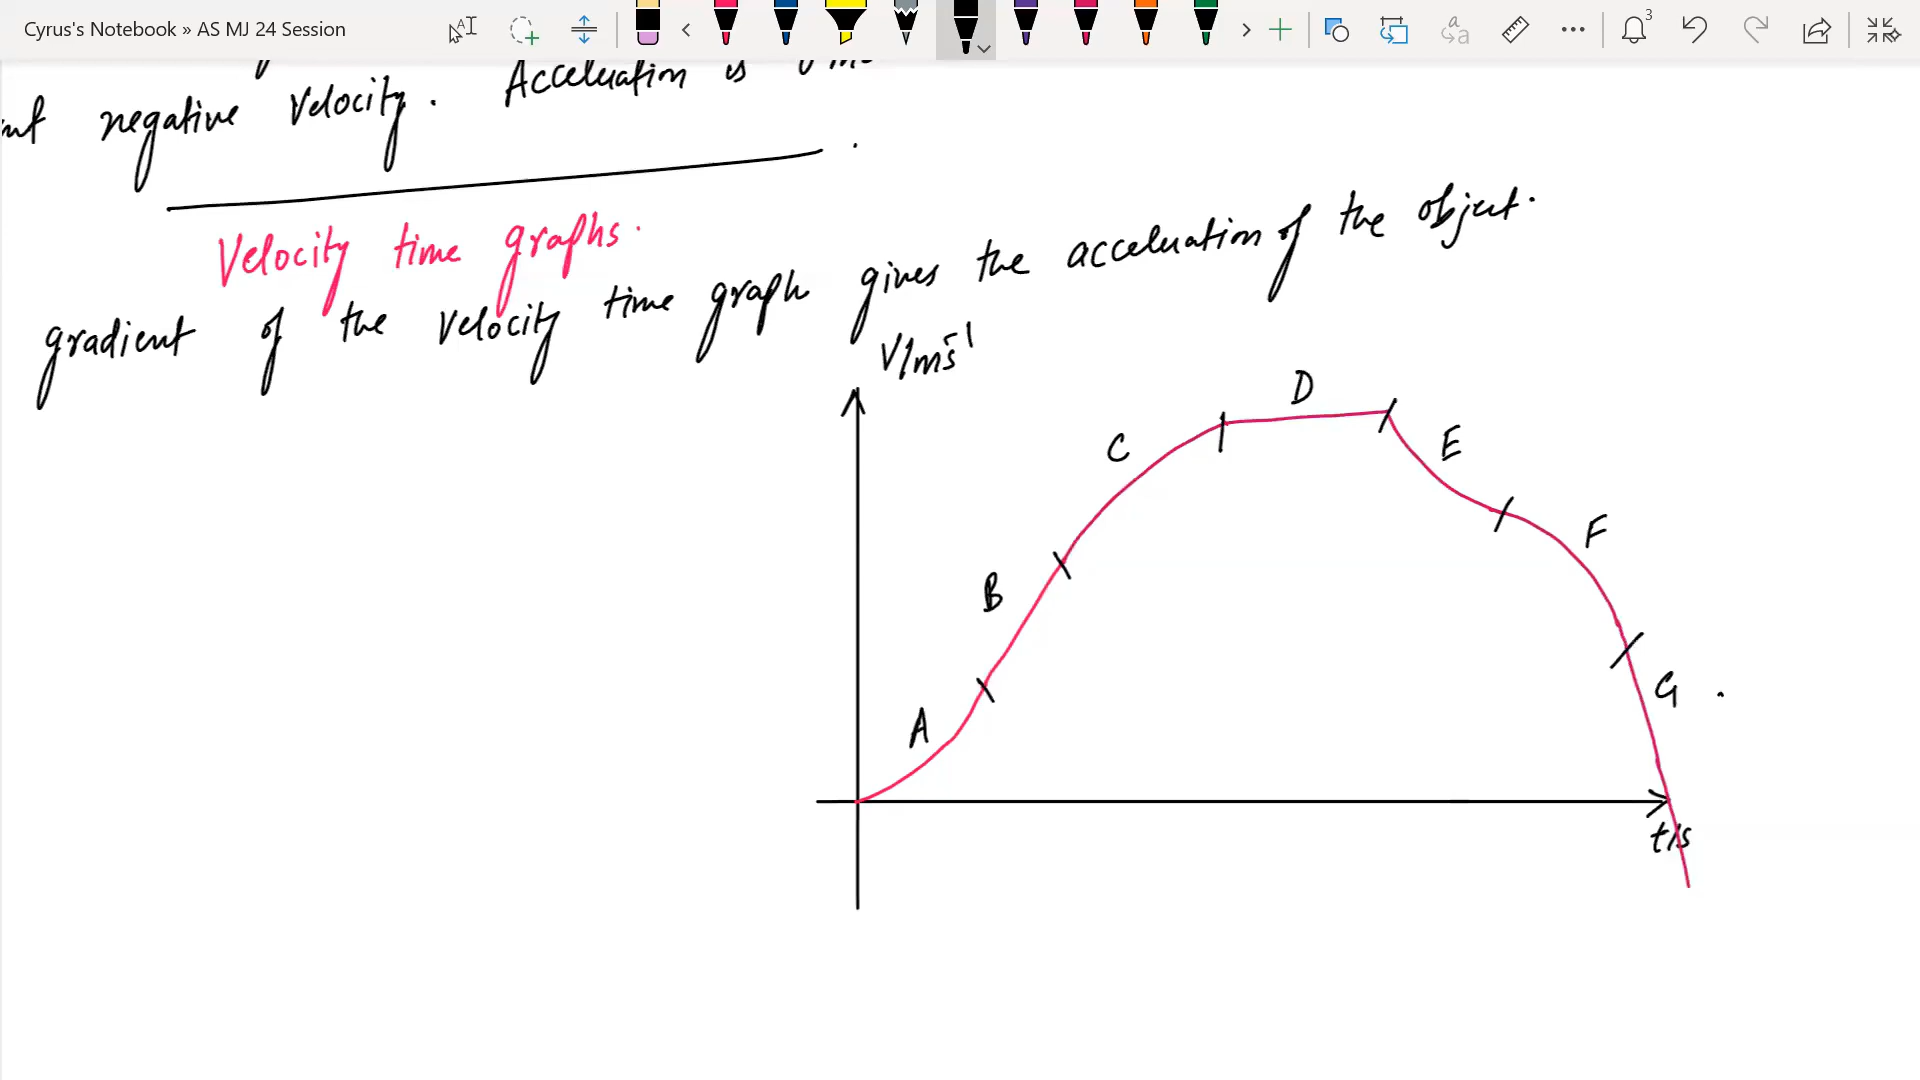 Cyrus's Notebook » AS MJ 24 Session
3
negative velocity. Acceleration is
Velocity time graphs.
gradient of the velocity time graph gives the acceleration of the object.
V/ms⁻¹
D
C
E
F
B
G
A
t/s